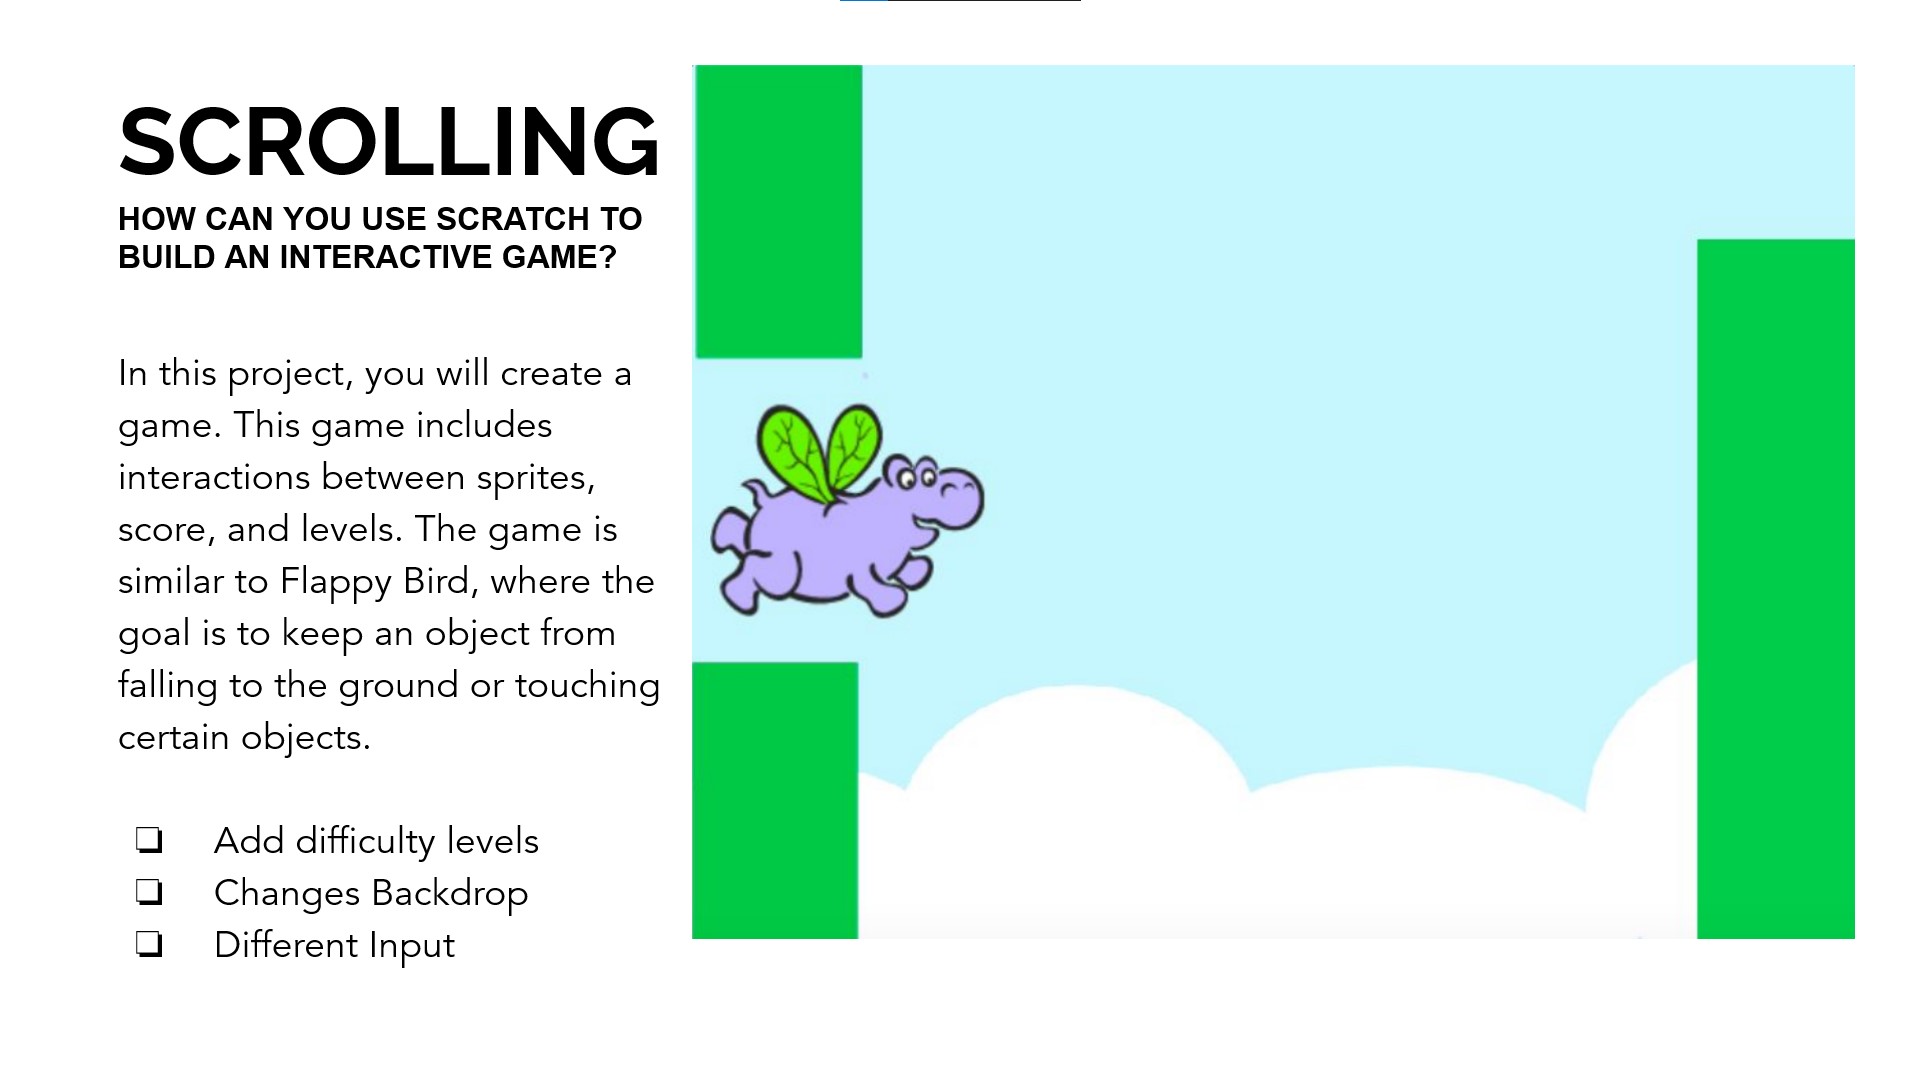 SCROLLING
HOW CAN YOU USE SCRATCH TO
BUILD AN INTERACTIVE GAME?
In this project, you will create a
game. This game includes
interactions between sprites,
score, and levels. The game is
similar to Flappy Bird, where the
goal is to keep an object from
falling to the ground or touching
certain objects.
❏ Add difficulty levels
❏ Changes Backdrop
❏ Different Input